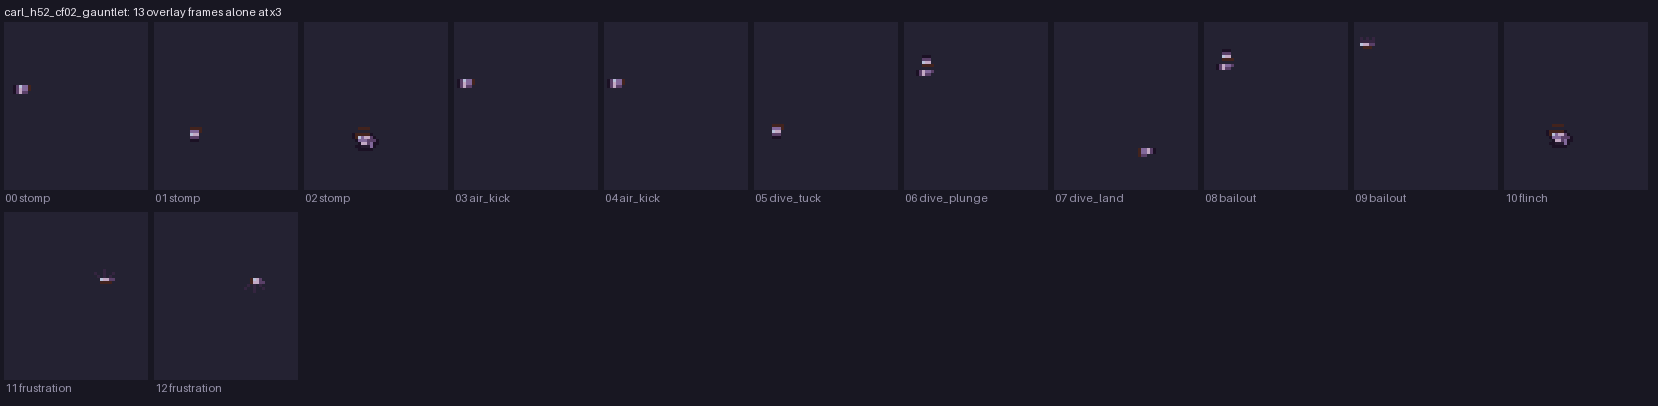 carl_h52_cf02_gauntlet: 13 overlay frames alone at x3
00 stomp
01 stomp
02 stomp
03 air_kick
04 air_kick
05 dive_tuck
06 dive_plunge
07 dive_land
08 bailout
09 bailout
10 flinch
11 frustration
12 frustration